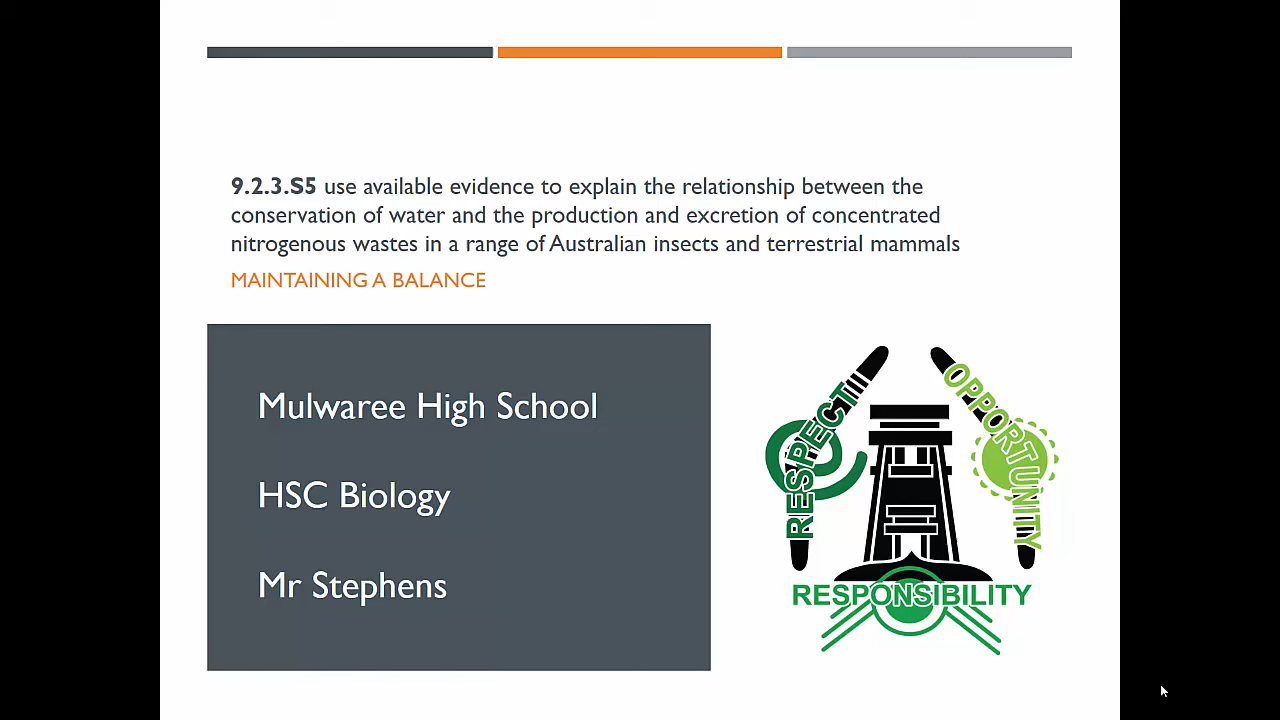 9.2.3.S5 use available evidence to explain the relationship between the
conservation of water and the production and excretion of concentrated
nitrogenous wastes in a range of Australian insects and terrestrial mammals
MAINTAINING A BALANCE
Mulwaree High School
HSC Biology
Mr Stephens
RESPECT
OPPORTUNITY
RESPONSIBILITY